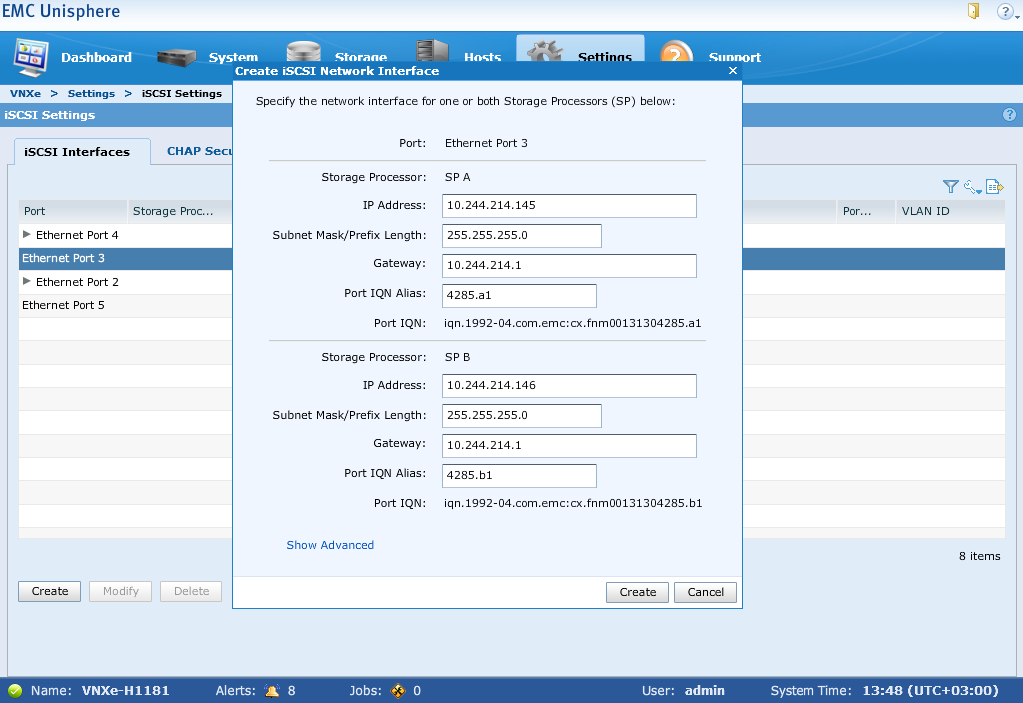 EMC Unisphere
Dashboard System Storage Hosts Settings Support
VNXe > Settings > iSCSI Settings
iSCSI Settings
iSCSI Interfaces CHAP Secu
Port Storage Proc... Por... VLAN ID
Ethernet Port 4
Ethernet Port 3
Ethernet Port 2
Ethernet Port 5
8 items
Create Modify Delete
Create iSCSI Network Interface
Specify the network interface for one or both Storage Processors (SP) below:
Port: Ethernet Port 3
Storage Processor: SP A
IP Address: 10.244.214.145
Subnet Mask/Prefix Length: 255.255.255.0
Gateway: 10.244.214.1
Port IQN Alias: 4285.a1
Port IQN: iqn.1992-04.com.emc:cx.fnm00131304285.a1
Storage Processor: SP B
IP Address: 10.244.214.146
Subnet Mask/Prefix Length: 255.255.255.0
Gateway: 10.244.214.1
Port IQN Alias: 4285.b1
Port IQN: iqn.1992-04.com.emc:cx.fnm00131304285.b1
Show Advanced
Create Cancel
Name: VNXe-H1181 Alerts: 8 Jobs: 0 User: admin System Time: 13:48 (UTC+03:00)